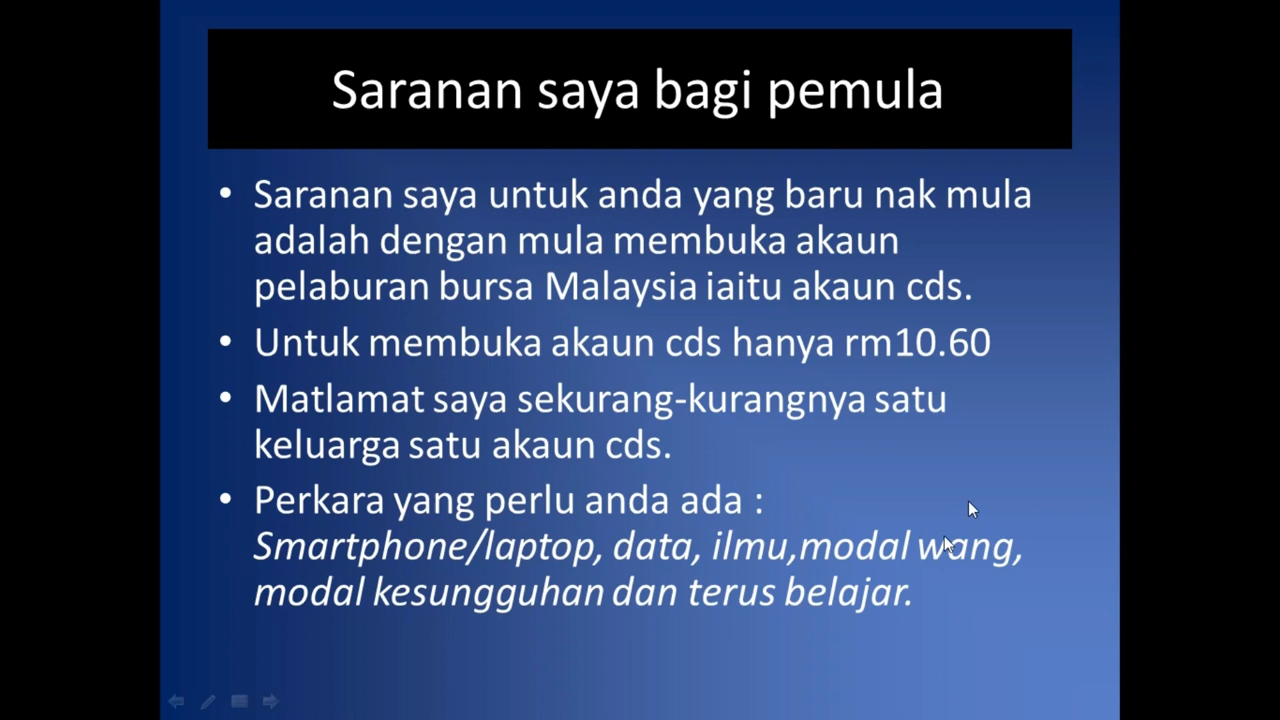 Saranan saya bagi pemula
• Saranan saya untuk anda yang baru nak mula
adalah dengan mula membuka akaun
pelaburan bursa Malaysia iaitu akaun cds.
• Untuk membuka akaun cds hanya rm10.60
• Matlamat saya sekurang-kurangnya satu
keluarga satu akaun cds.
• Perkara yang perlu anda ada :
Smartphone/laptop, data, ilmu,modal wang,
modal kesungguhan dan terus belajar.